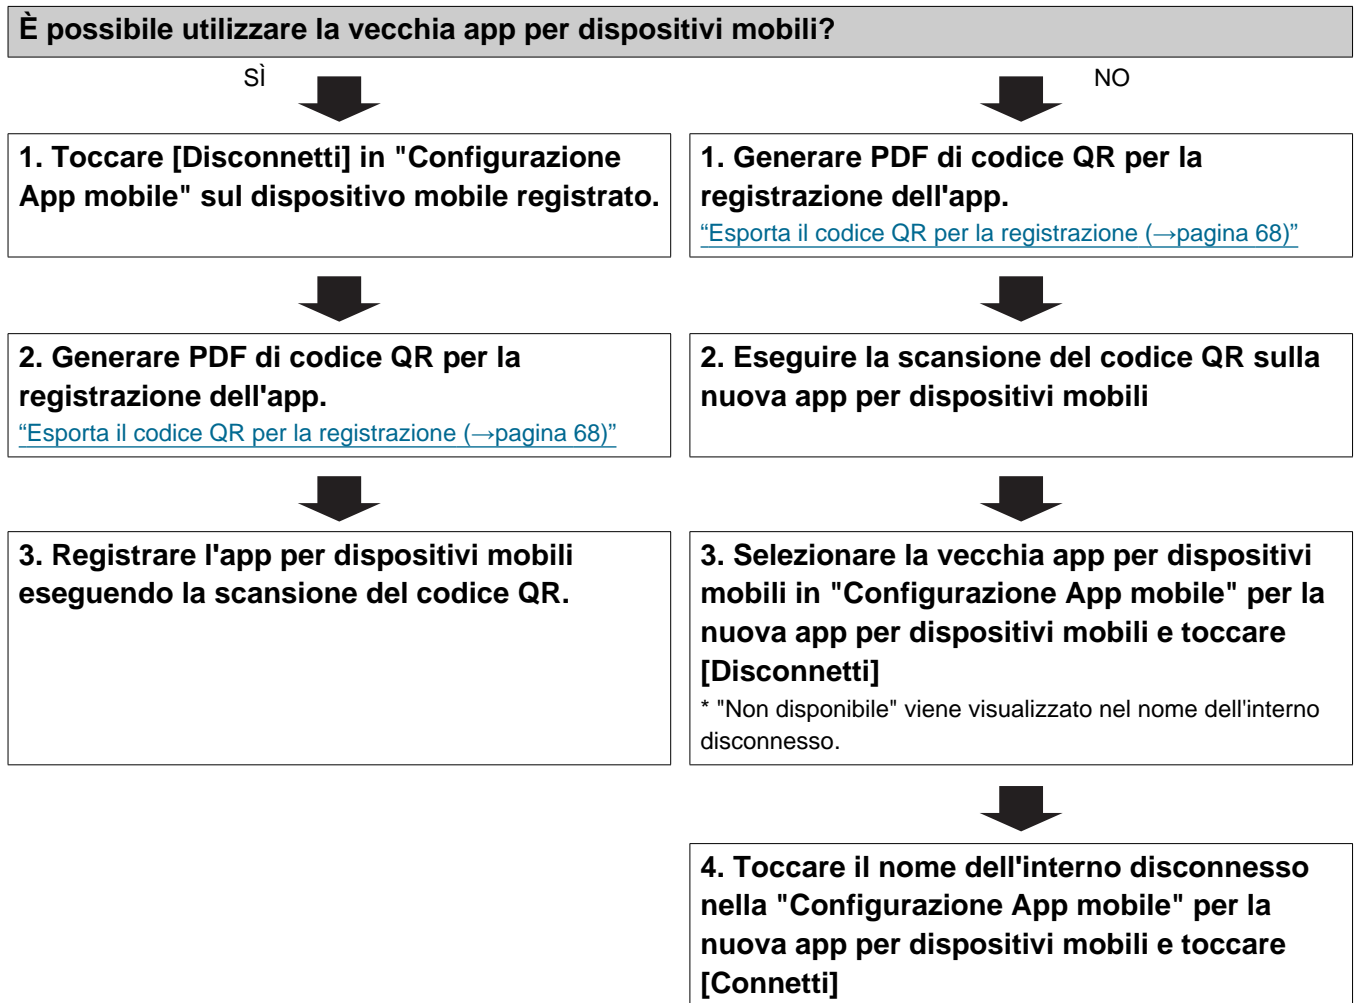 È possibile utilizzare la vecchia app per dispositivi mobili?
SÌ
NO
1. Toccare [Disconnetti] in "Configurazione
App mobile" sul dispositivo mobile registrato.
2. Generare PDF di codice QR per la
registrazione dell'app.
“Esporta il codice QR per la registrazione (→pagina 68)”
3. Registrare l'app per dispositivi mobili
eseguendo la scansione del codice QR.
1. Generare PDF di codice QR per la
registrazione dell'app.
“Esporta il codice QR per la registrazione (→pagina 68)”
2. Eseguire la scansione del codice QR sulla
nuova app per dispositivi mobili
3. Selezionare la vecchia app per dispositivi
mobili in "Configurazione App mobile" per la
nuova app per dispositivi mobili e toccare
[Disconnetti]
* "Non disponibile" viene visualizzato nel nome dell'interno
disconnesso.
4. Toccare il nome dell'interno disconnesso
nella "Configurazione App mobile" per la
nuova app per dispositivi mobili e toccare
[Connetti]